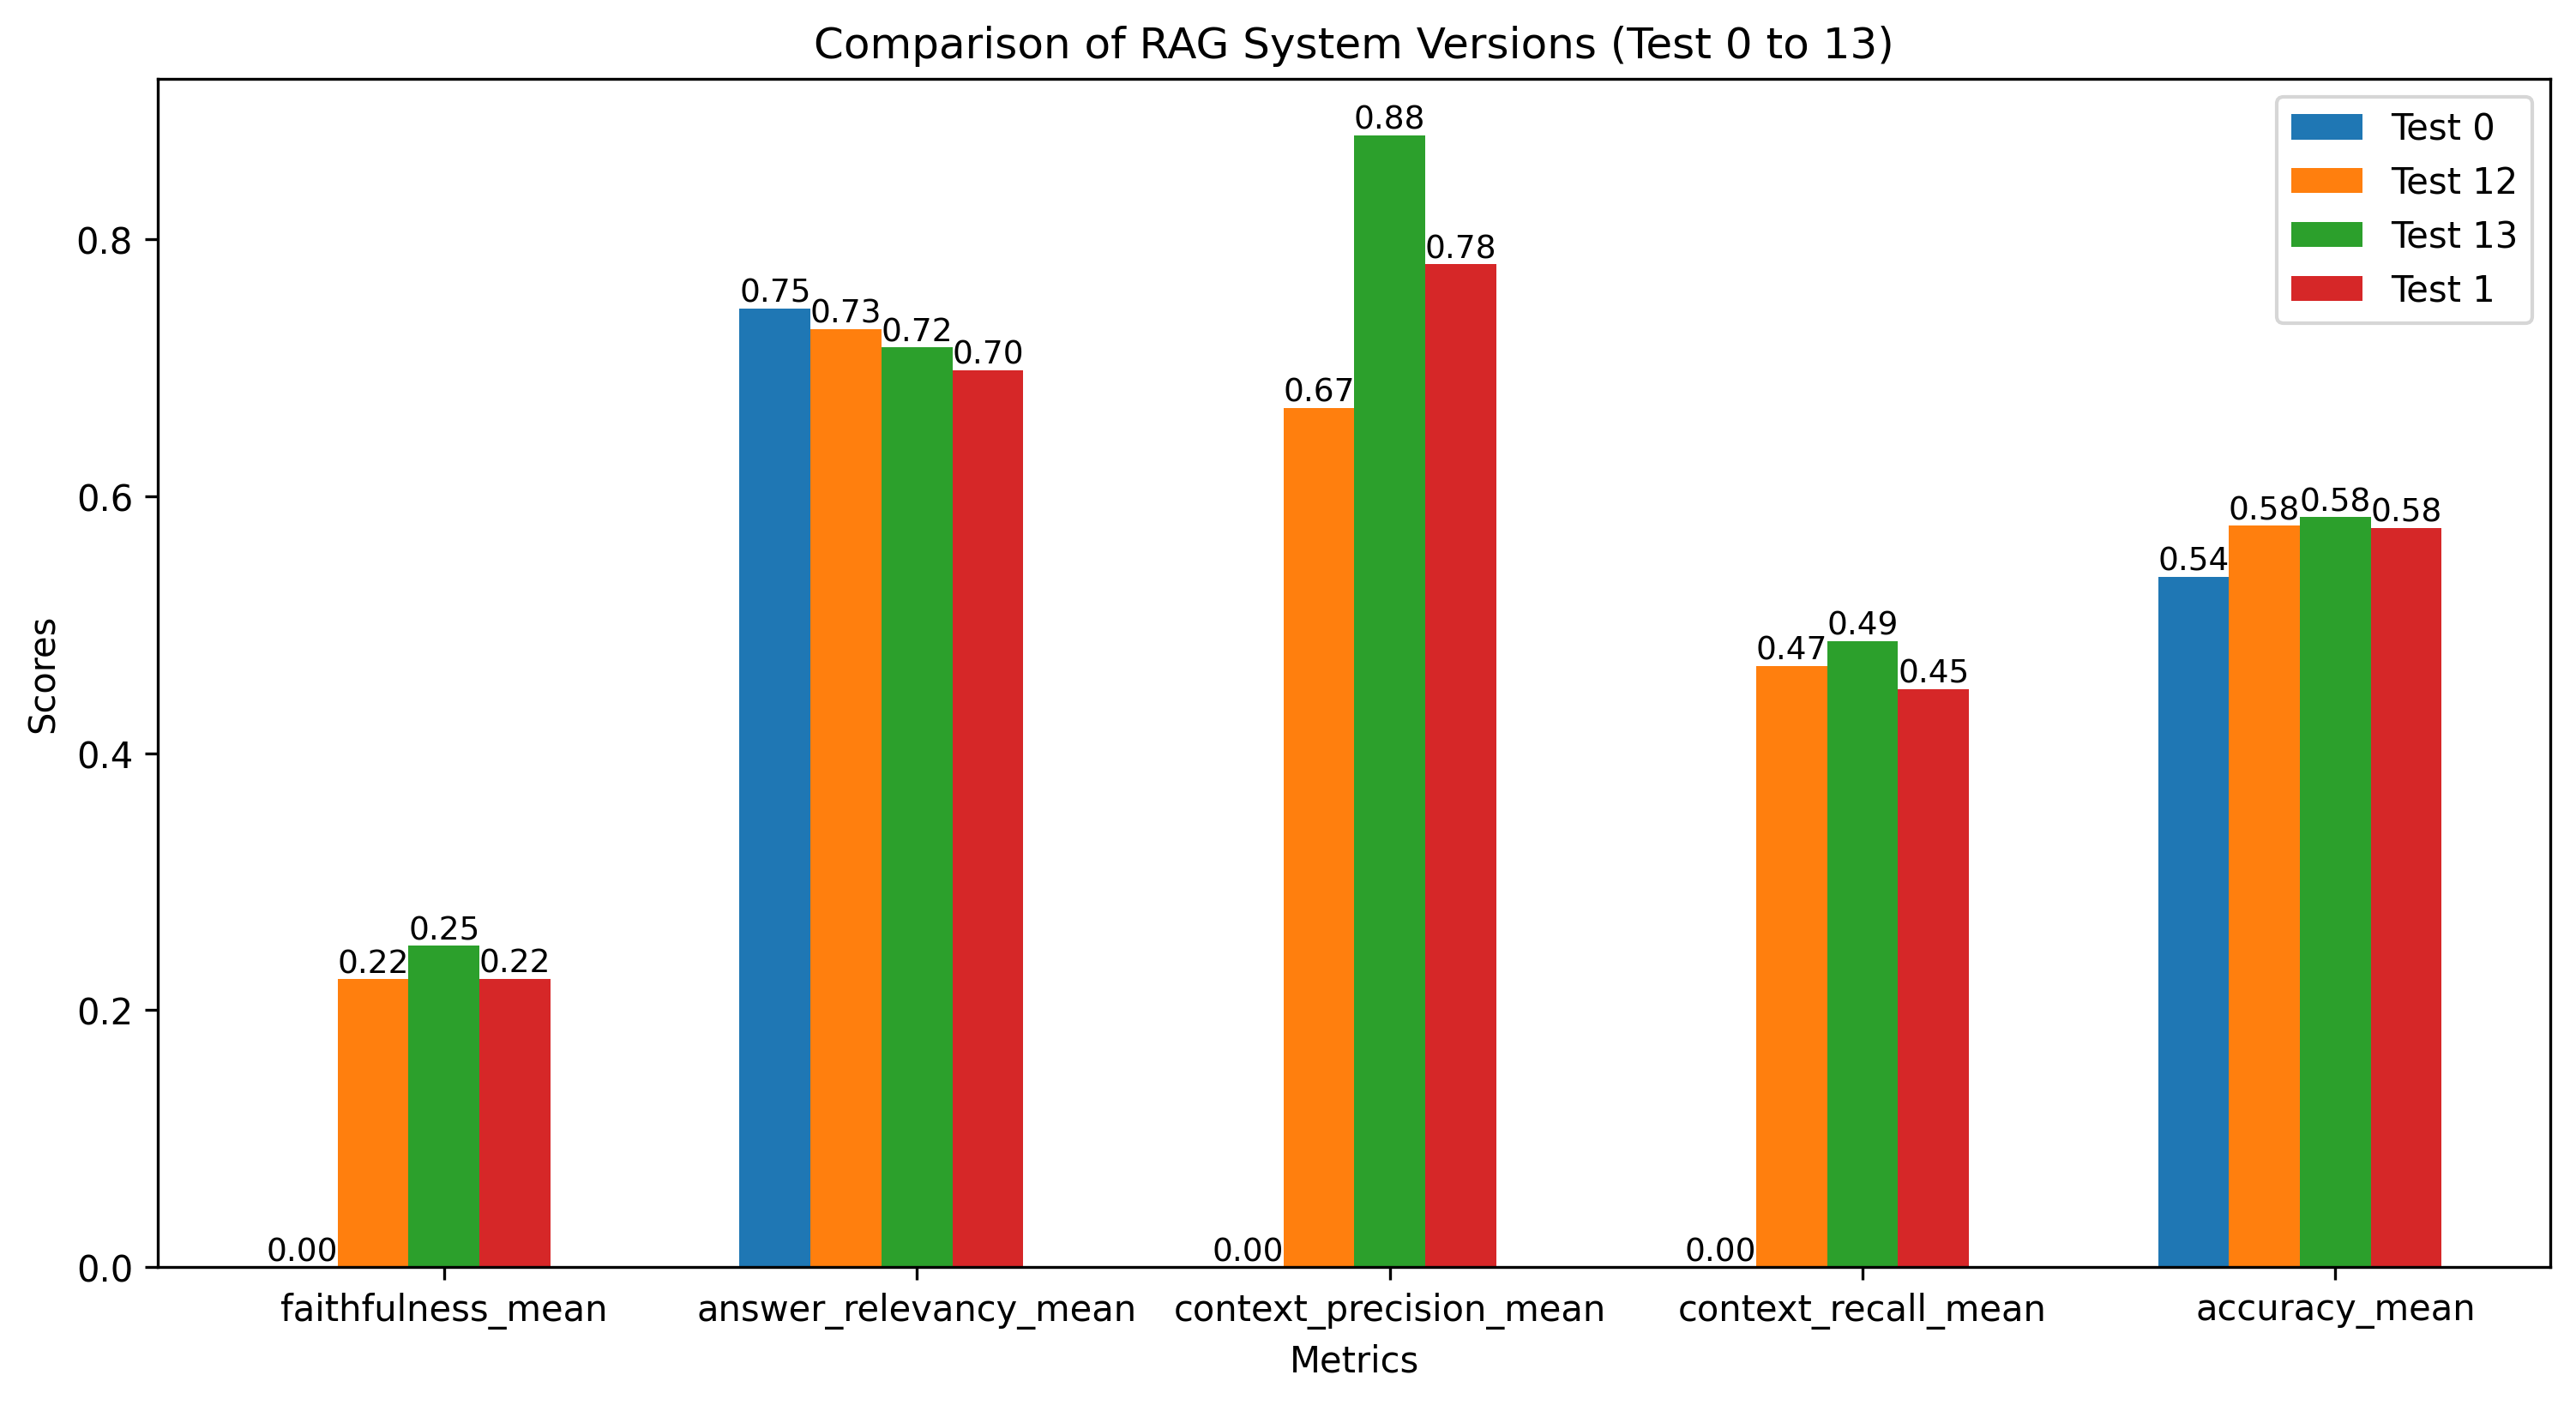 Comparison of RAG System Versions (Test 0 to 13)
Test 0
Test 12
Test 13
Test 1
Scores
0.8
0.6
0.4
0.2
0.0
0.00
0.22
0.25
0.22
0.75
0.73
0.72
0.70
0.00
0.67
0.88
0.78
0.00
0.47
0.49
0.45
0.54
0.58
0.58
0.58
faithfulness_mean
answer_relevancy_mean
context_precision_mean
context_recall_mean
accuracy_mean
Metrics